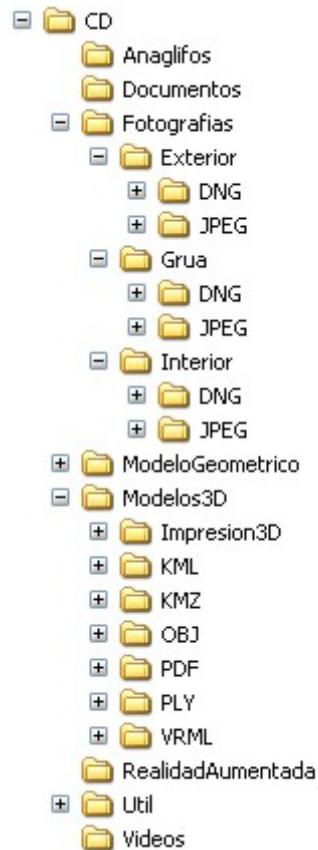 CD
Anaglifos
Documentos
Fotografias
Exterior
DNG
JPEG
Grua
DNG
JPEG
Interior
DNG
JPEG
ModeloGeometrico
Modelos3D
Impresion3D
KML
KMZ
OBJ
PDF
PLY
VRML
RealidadAumentada
Util
Videos